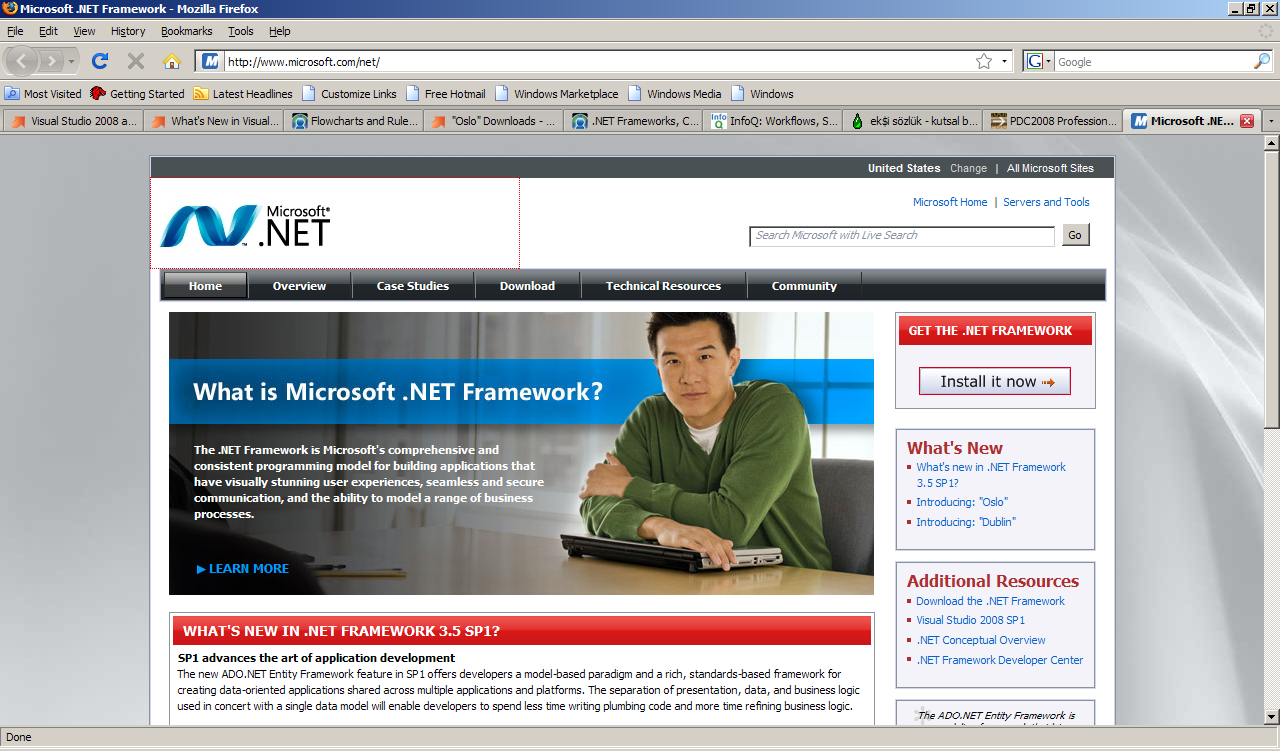 Microsoft .NET Framework - Mozilla Firefox
File Edit View History Bookmarks Tools Help
http://www.microsoft.com/net/
Google
Most Visited Getting Started Latest Headlines Customize Links Free Hotmail Windows Marketplace Windows Media Windows
Visual Studio 2008 a... What's New in Visual... Flowcharts and Rule... "Oslo" Downloads - ... .NET Frameworks, C... InfoQ: Workflows, S... ek$i sözlük - kutsal b... PDC2008 Profession... Microsoft .NE...
United States Change | All Microsoft Sites
Microsoft Home | Servers and Tools
Microsoft®
.NET
Search Microsoft with Live Search Go
Home Overview Case Studies Download Technical Resources Community
What is Microsoft .NET Framework?
The .NET Framework is Microsoft's comprehensive and
consistent programming model for building applications that
have visually stunning user experiences, seamless and secure
communication, and the ability to model a range of business
processes.
LEARN MORE
GET THE .NET FRAMEWORK
Install it now
What's New
What's new in .NET Framework
3.5 SP1?
Introducing: "Oslo"
Introducing: "Dublin"
Additional Resources
Download the .NET Framework
Visual Studio 2008 SP1
.NET Conceptual Overview
.NET Framework Developer Center
WHAT'S NEW IN .NET FRAMEWORK 3.5 SP1?
SP1 advances the art of application development
The new ADO.NET Entity Framework feature in SP1 offers developers a model-based paradigm and a rich, standards-based framework for
creating data-oriented applications shared across multiple applications and platforms. The separation of presentation, data, and business logic
used in concert with a single data model will enable developers to spend less time writing plumbing code and more time refining business logic.
The ADO.NET Entity Framework is
Done